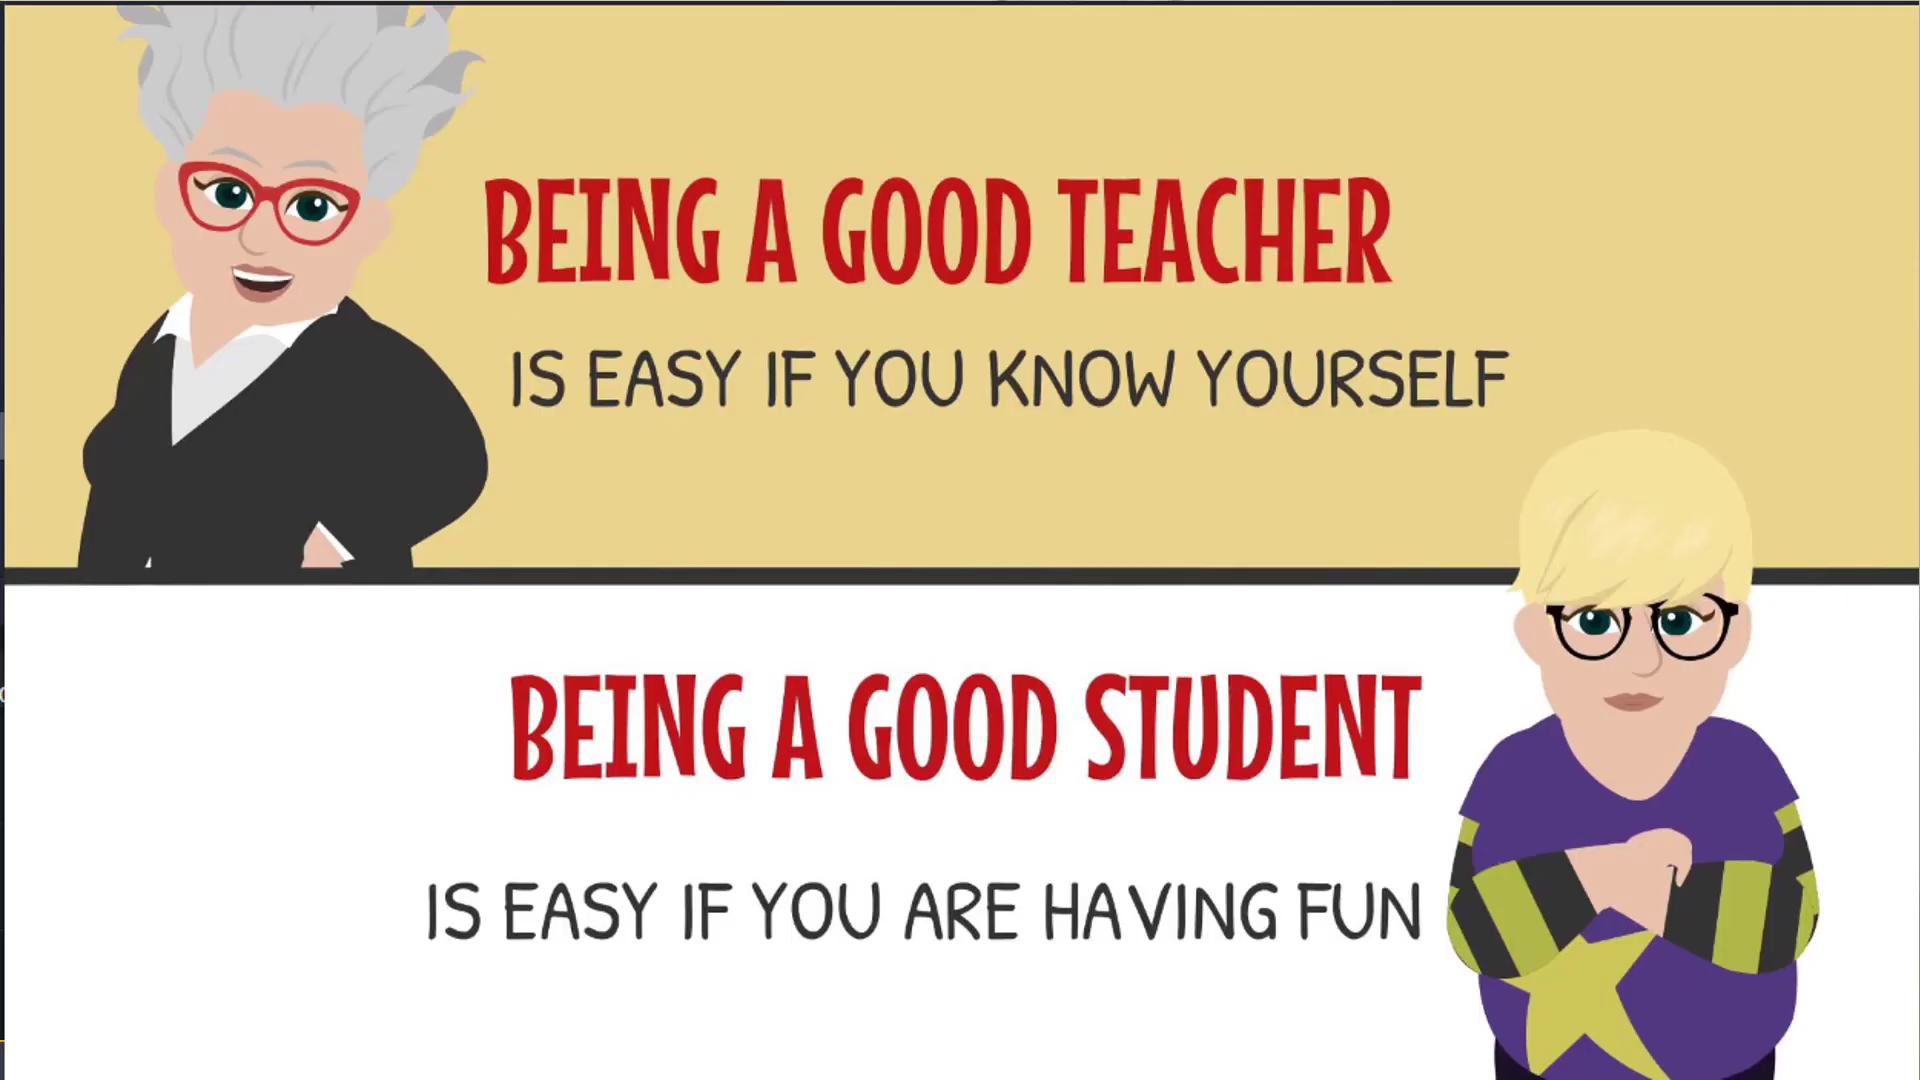 BEING A GOOD TEACHER
IS EASY IF YOU KNOW YOURSELF
BEING A GOOD STUDENT
IS EASY IF YOU ARE HAVING FUN